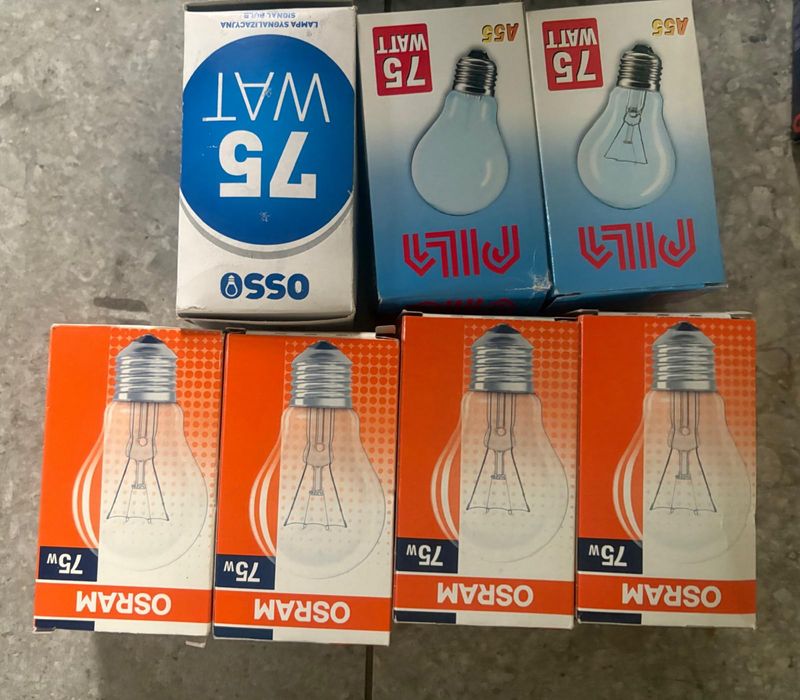 LAMPA SYGNALIZACYJNA
SIGNAL BULB
75
WAT
OSSO
75
WATT
A55
PILA
75
WATT
A55
PILA
PILA
75W
OSRAM
75W
OSRAM
75W
OSRAM
75W
OSRAM